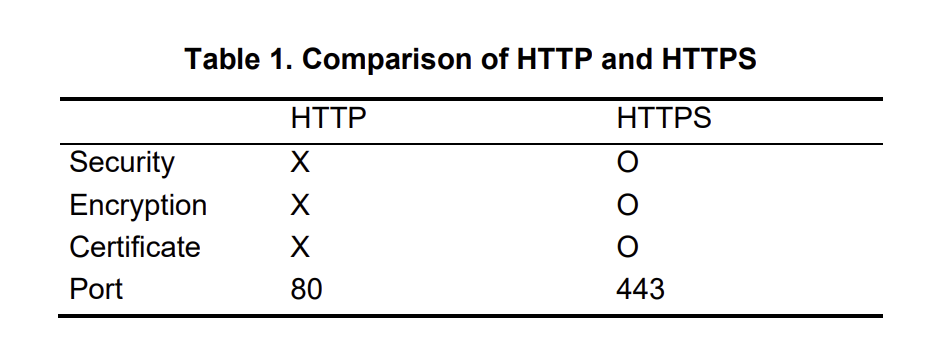 Table 1. Comparison of HTTP and HTTPS
HTTP HTTPS
Security X O
Encryption X O
Certificate X O
Port 80 443